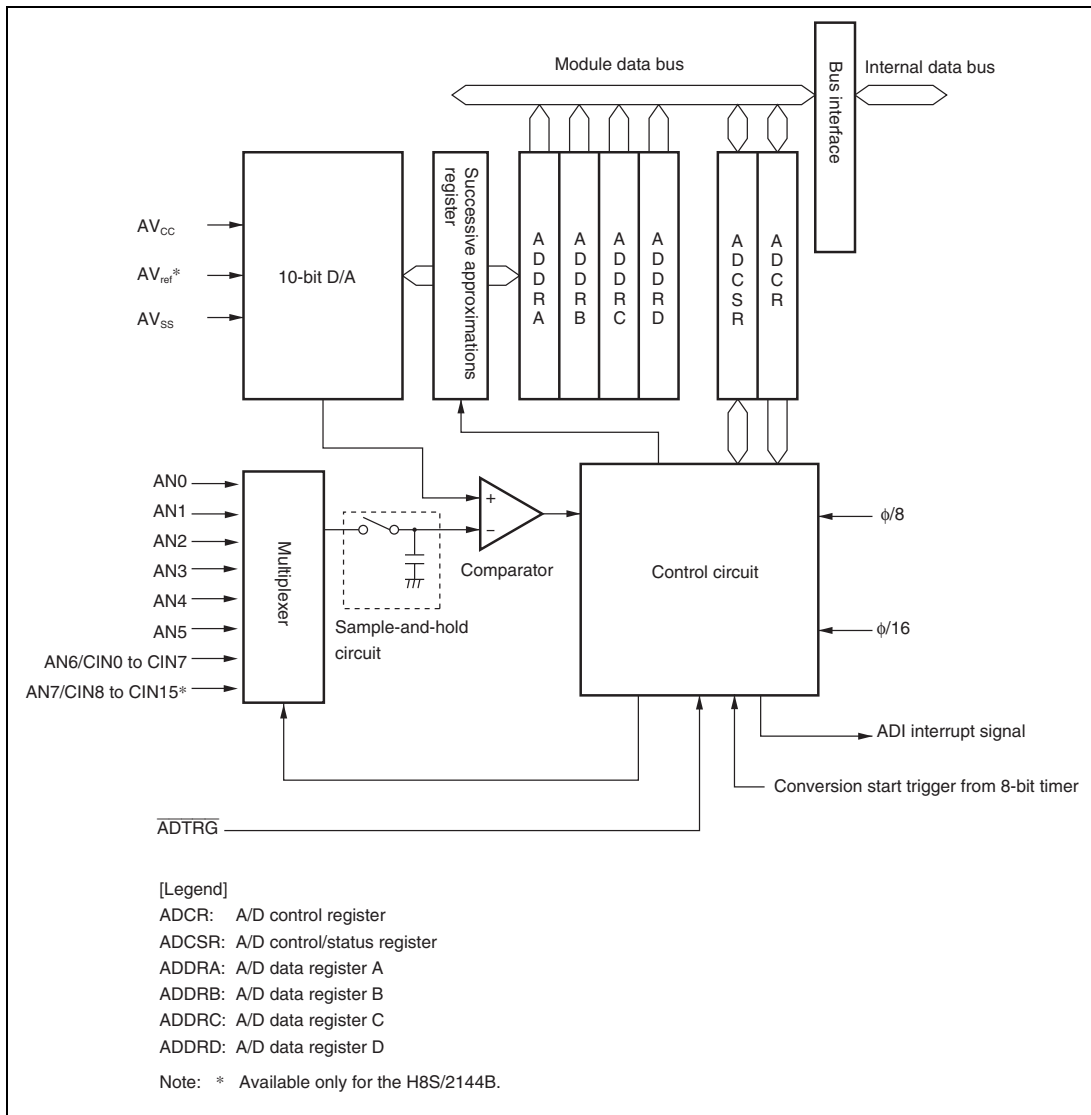 Module data bus
Internal data bus
Bus interface
AVCC
AVref*
AVSS
10-bit D/A
Successive approximations
register
ADDRA
ADDRB
ADDRC
ADDRD
ADCSR
ADCR
AN0
AN1
AN2
AN3
AN4
AN5
AN6/CIN0 to CIN7
AN7/CIN8 to CIN15*
Multiplexer
Sample-and-hold
circuit
+
−
Comparator
Control circuit
ϕ/8
ϕ/16
ADI interrupt signal
Conversion start trigger from 8-bit timer
ADTRG
[Legend]
ADCR: A/D control register
ADCSR: A/D control/status register
ADDRA: A/D data register A
ADDRB: A/D data register B
ADDRC: A/D data register C
ADDRD: A/D data register D
Note: * Available only for the H8S/2144B.